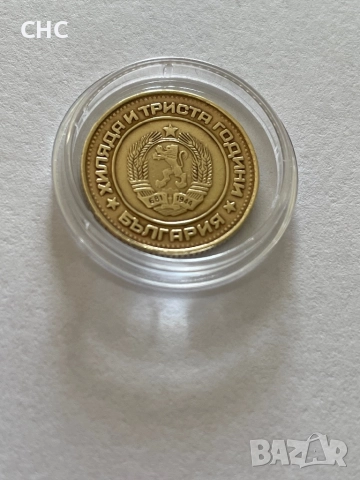 CHC
ХИЛЯДА И ТРИСТА ГОДИНИ
681 1944
БЪЛГАРИЯ
BAZAR